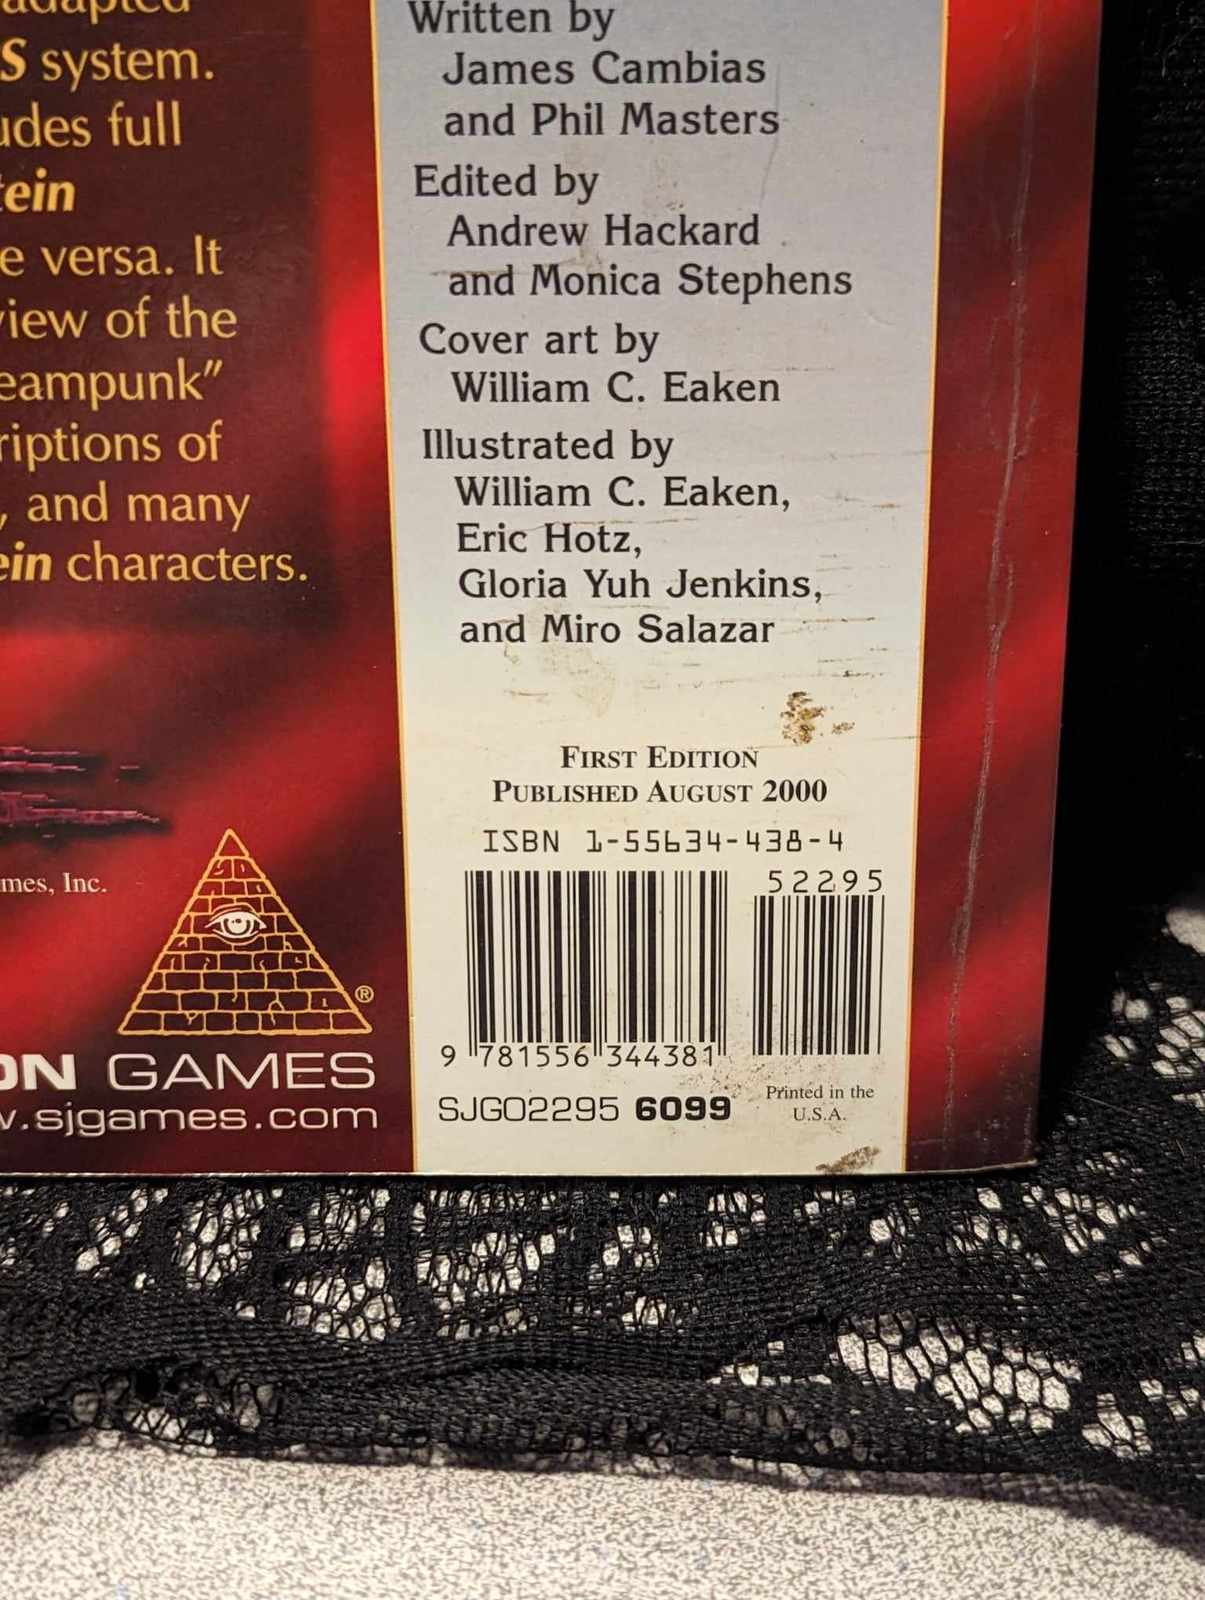 adapted
S system.
udes full
tein
e versa. It
view of the
eampunk"
riptions of
, and many
ein characters.
mes, Inc.
®
ON GAMES
w.sjgames.com
Written by
James Cambias
and Phil Masters
Edited by
Andrew Hackard
and Monica Stephens
Cover art by
William C. Eaken
Illustrated by
William C. Eaken,
Eric Hotz,
Gloria Yuh Jenkins,
and Miro Salazar
FIRST EDITION
PUBLISHED AUGUST 2000
ISBN 1-55634-438-4
52295
9 781556 344381
SJG02295 6099
Printed in the
U.S.A.